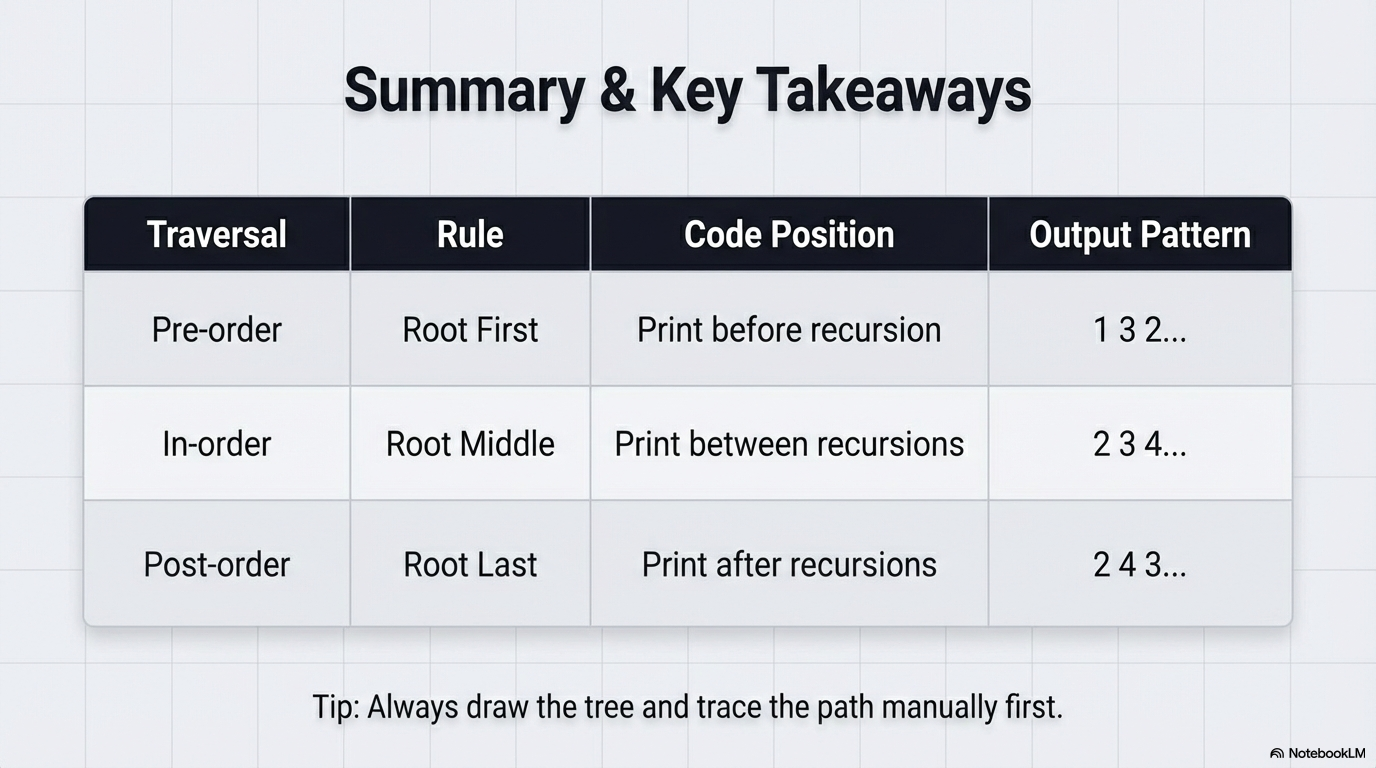 Summary & Key Takeaways
Traversal Rule Code Position Output Pattern
Pre-order Root First Print before recursion 1 3 2...
In-order Root Middle Print between recursions 2 3 4...
Post-order Root Last Print after recursions 2 4 3...
Tip: Always draw the tree and trace the path manually first.
NotebookLM